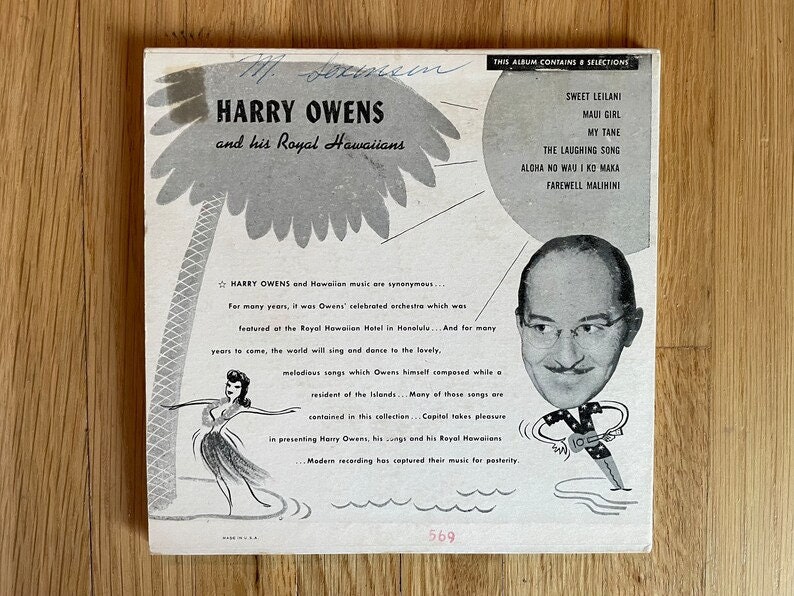 M. Sorensen
THIS ALBUM CONTAINS 8 SELECTIONS
HARRY OWENS
and his Royal Hawaiians
SWEET LEILANI
MAUI GIRL
MY TANE
THE LAUGHING SONG
ALOHA NO WAU I KO MAKA
FAREWELL MALIHINI
☆ HARRY OWENS and Hawaiian music are synonymous...
For many years, it was Owens' celebrated orchestra which was
featured at the Royal Hawaiian Hotel in Honolulu...And for many
years to come, the world will sing and dance to the lovely,
melodious songs which Owens himself composed while a
resident of the Islands...Many of those songs are
contained in this collection...Capitol takes pleasure
in presenting Harry Owens, his songs and his Royal Hawaiians
...Modern recording has captured their music for posterity.
MADE IN U.S.A.
569